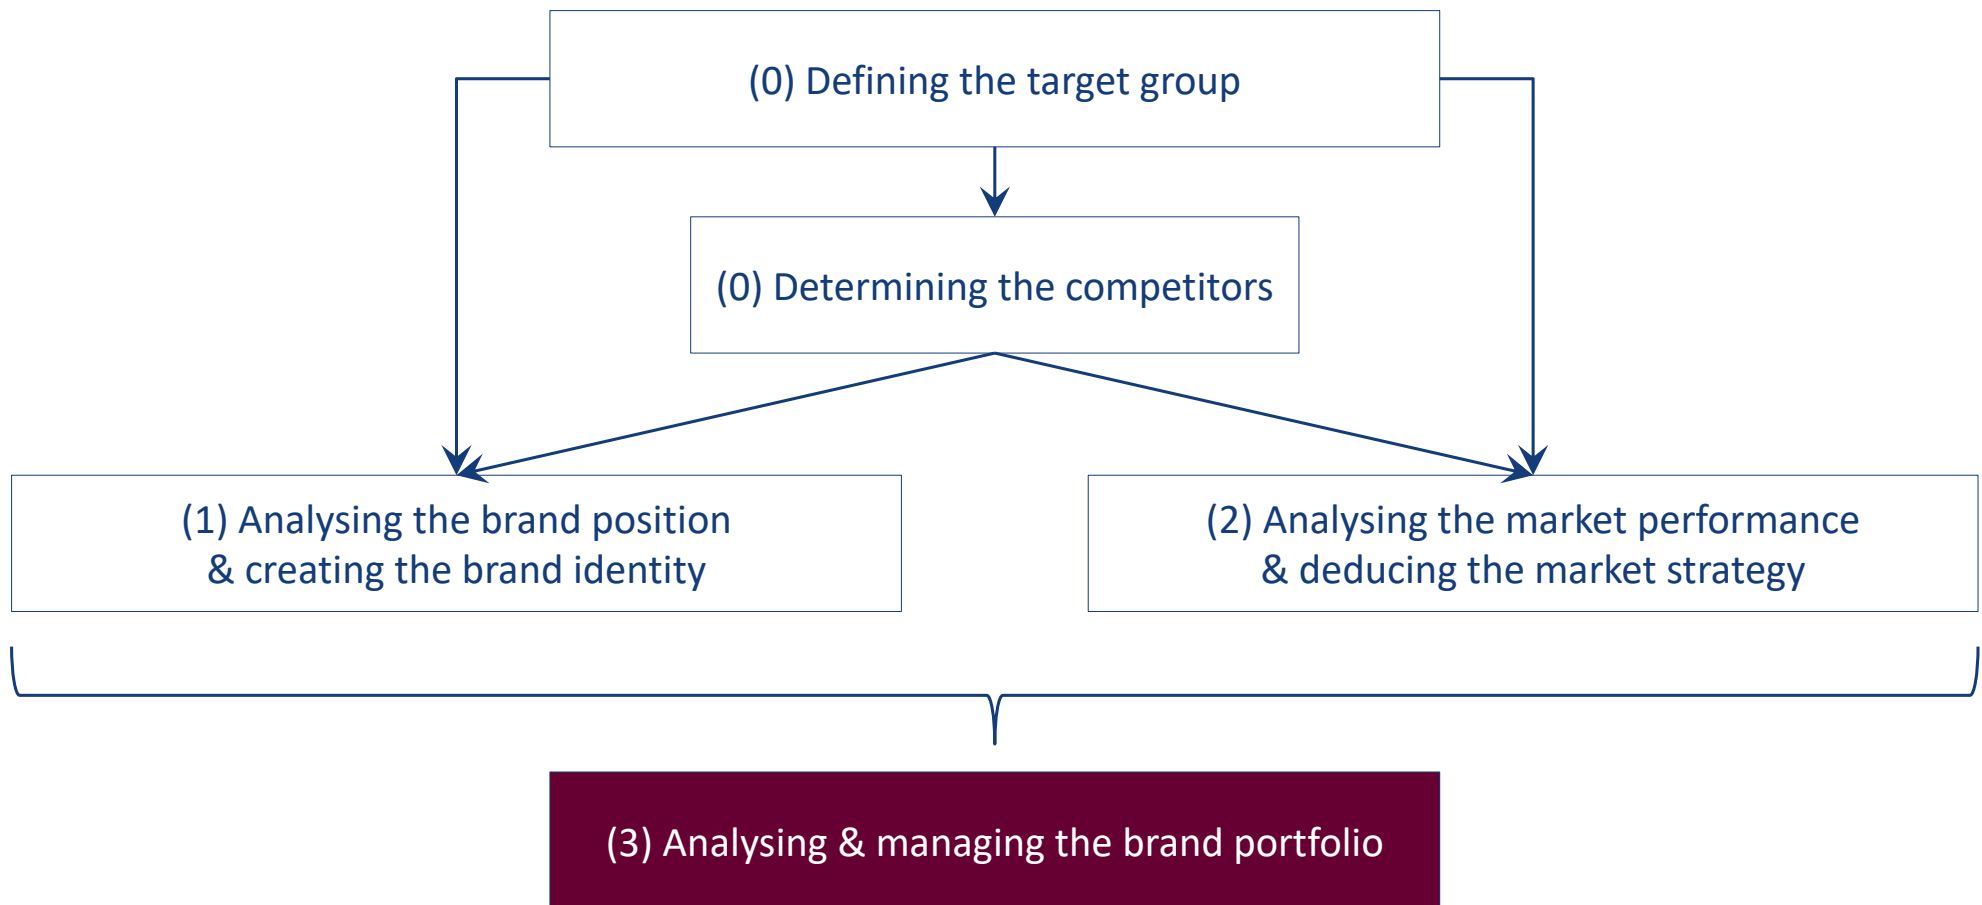 (0) Defining the target group
(0) Determining the competitors
(1) Analysing the brand position
& creating the brand identity
(2) Analysing the market performance
& deducing the market strategy
(3) Analysing & managing the brand portfolio